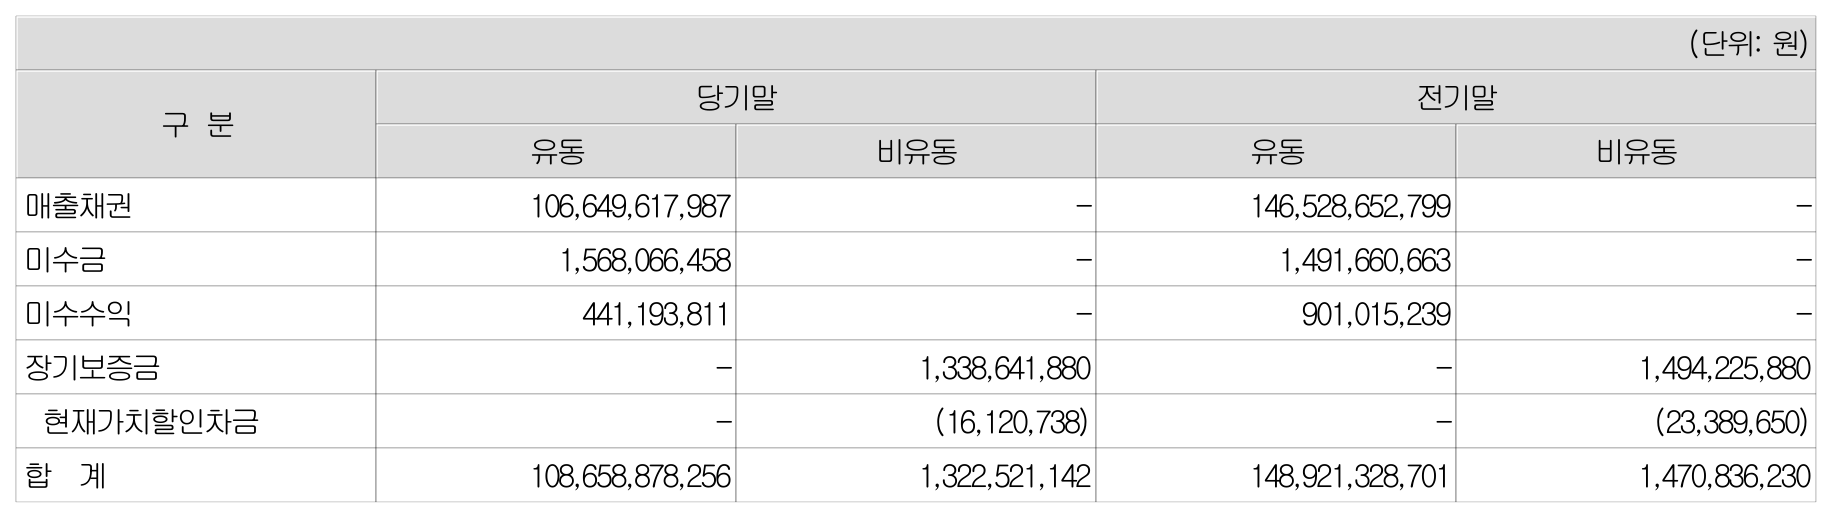 (단위: 원)
구 분 당기말 전기말
유동 비유동 유동 비유동
매출채권 106,649,617,987 - 146,528,652,799 -
미수금 1,568,066,458 - 1,491,660,663 -
미수수익 441,193,811 - 901,015,239 -
장기보증금 - 1,338,641,880 - 1,494,225,880
현재가치할인차금 - (16,120,738) - (23,389,650)
합 계 108,658,878,256 1,322,521,142 148,921,328,701 1,470,836,230